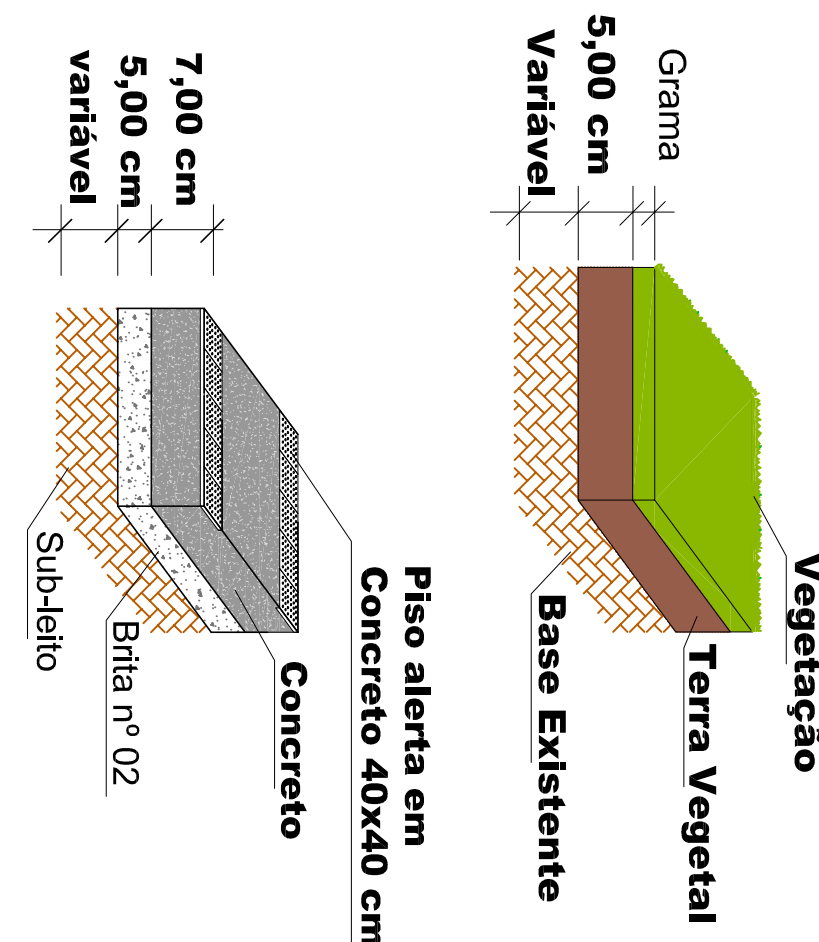 Grama
5,00 cm
Variável
Vegetação
Terra Vegetal
Base Existente
7,00 cm
5,00 cm
variável
Piso alerta em
Concreto 40x40 cm
Concreto
Brita nº 02
Sub-leito